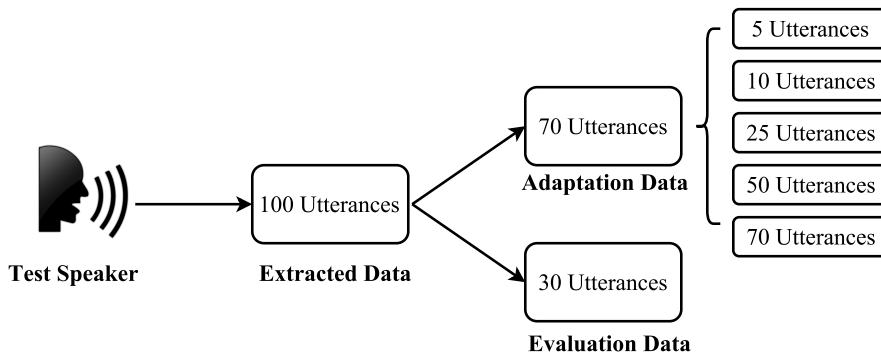 Test Speaker
100 Utterances
Extracted Data
70 Utterances
Adaptation Data
30 Utterances
Evaluation Data
5 Utterances
10 Utterances
25 Utterances
50 Utterances
70 Utterances